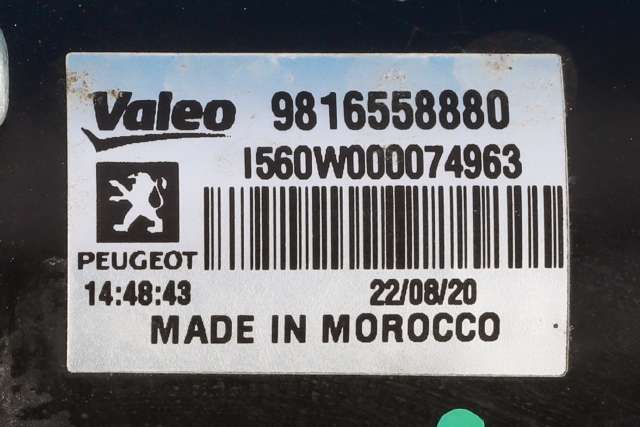 Valeo 9816558880
I560W000074963
PEUGEOT
14:48:43 22/08/20
MADE IN MOROCCO